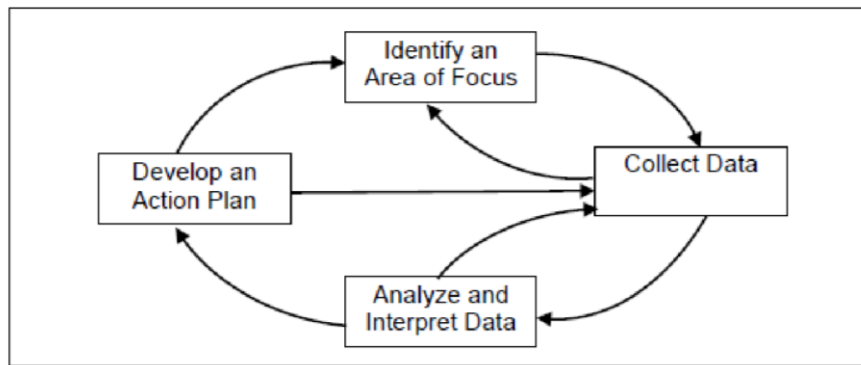 Identify an
Area of Focus
Collect Data
Develop an
Action Plan
Analyze and
Interpret Data